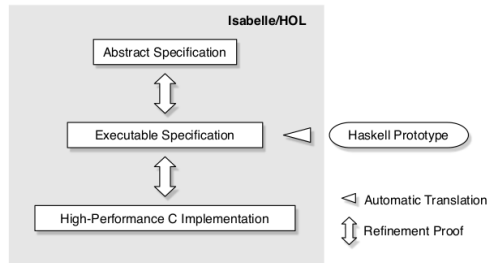 Isabelle/HOL
Abstract Specification
Executable Specification
Haskell Prototype
Automatic Translation
High-Performance C Implementation
Refinement Proof